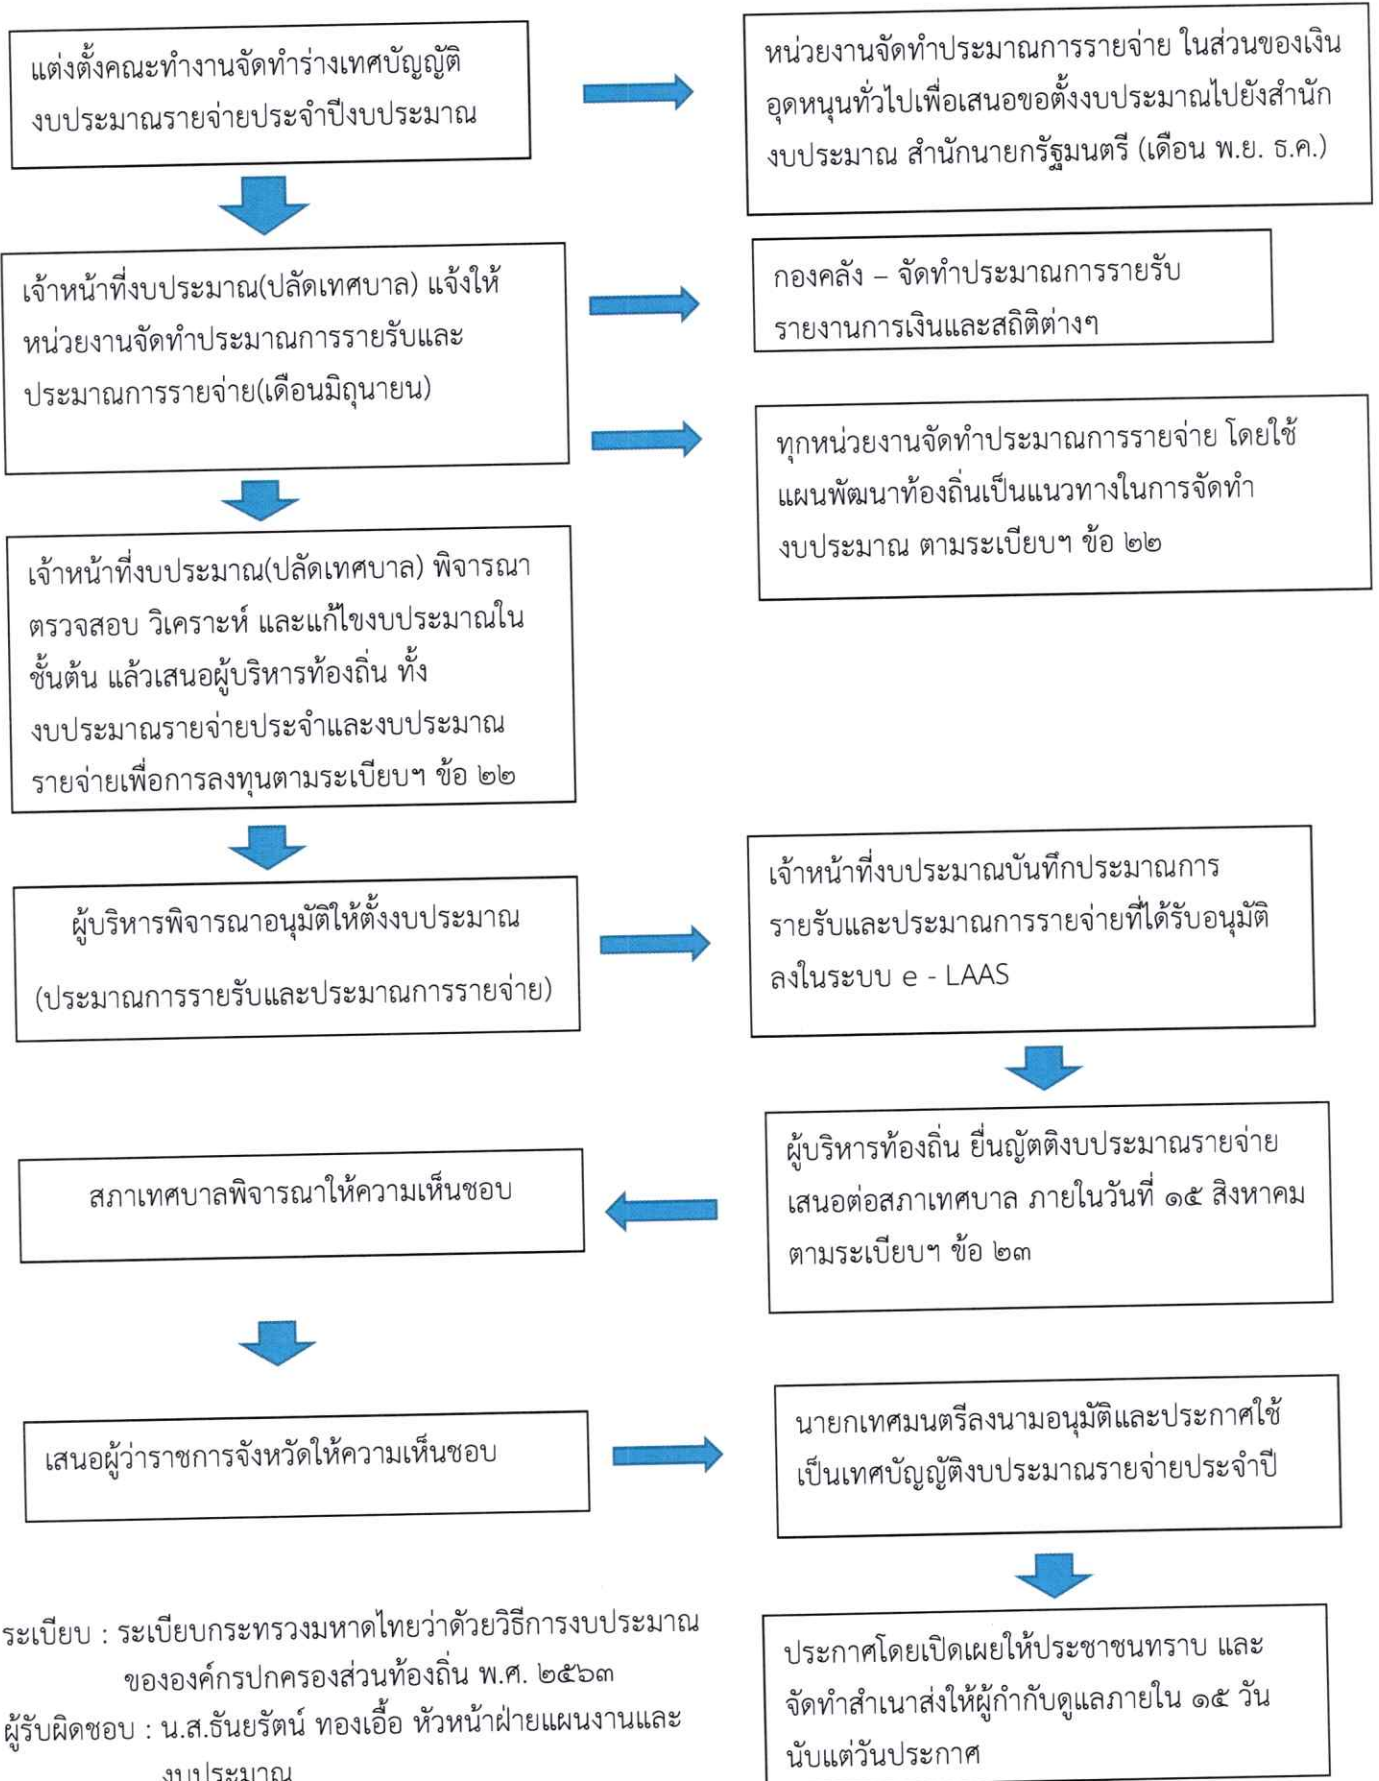 แต่งตั้งคณะทำงานจัดทำร่างเทศบัญญัติ
งบประมาณรายจ่ายประจำปีงบประมาณ
หน่วยงานจัดทำประมาณการรายจ่าย ในส่วนของเงิน
อุดหนุนทั่วไปเพื่อเสนอขอตั้งงบประมาณไปยังสำนัก
งบประมาณ สำนักนายกรัฐมนตรี (เดือน พ.ย. ธ.ค.)
เจ้าหน้าที่งบประมาณ(ปลัดเทศบาล) แจ้งให้
หน่วยงานจัดทำประมาณการรายรับและ
ประมาณการรายจ่าย(เดือนมิถุนายน)
กองคลัง – จัดทำประมาณการรายรับ
รายงานการเงินและสถิติต่างๆ
ทุกหน่วยงานจัดทำประมาณการรายจ่าย โดยใช้
แผนพัฒนาท้องถิ่นเป็นแนวทางในการจัดทำ
งบประมาณ ตามระเบียบฯ ข้อ ๒๒
เจ้าหน้าที่งบประมาณ(ปลัดเทศบาล) พิจารณา
ตรวจสอบ วิเคราะห์ และแก้ไขงบประมาณใน
ชั้นต้น แล้วเสนอผู้บริหารท้องถิ่น ทั้ง
งบประมาณรายจ่ายประจำและงบประมาณ
รายจ่ายเพื่อการลงทุนตามระเบียบฯ ข้อ ๒๒
ผู้บริหารพิจารณาอนุมัติให้ตั้งงบประมาณ
(ประมาณการรายรับและประมาณการรายจ่าย)
เจ้าหน้าที่งบประมาณบันทึกประมาณการ
รายรับและประมาณการรายจ่ายที่ได้รับอนุมัติ
ลงในระบบ e - LAAS
ผู้บริหารท้องถิ่น ยื่นญัตติงบประมาณรายจ่าย
เสนอต่อสภาเทศบาล ภายในวันที่ ๑๕ สิงหาคม
ตามระเบียบฯ ข้อ ๒๓
สภาเทศบาลพิจารณาให้ความเห็นชอบ
เสนอผู้ว่าราชการจังหวัดให้ความเห็นชอบ
นายกเทศมนตรีลงนามอนุมัติและประกาศใช้
เป็นเทศบัญญัติงบประมาณรายจ่ายประจำปี
ประกาศโดยเปิดเผยให้ประชาชนทราบ และ
จัดทำสำเนาส่งให้ผู้กำกับดูแลภายใน ๑๕ วัน
นับแต่วันประกาศ
ระเบียบ : ระเบียบกระทรวงมหาดไทยว่าด้วยวิธีการงบประมาณ
ขององค์กรปกครองส่วนท้องถิ่น พ.ศ. ๒๕๖๓
ผู้รับผิดชอบ : น.ส.ธันยรัตน์ ทองเอื้อ หัวหน้าฝ่ายแผนงานและ
งบประมาณ